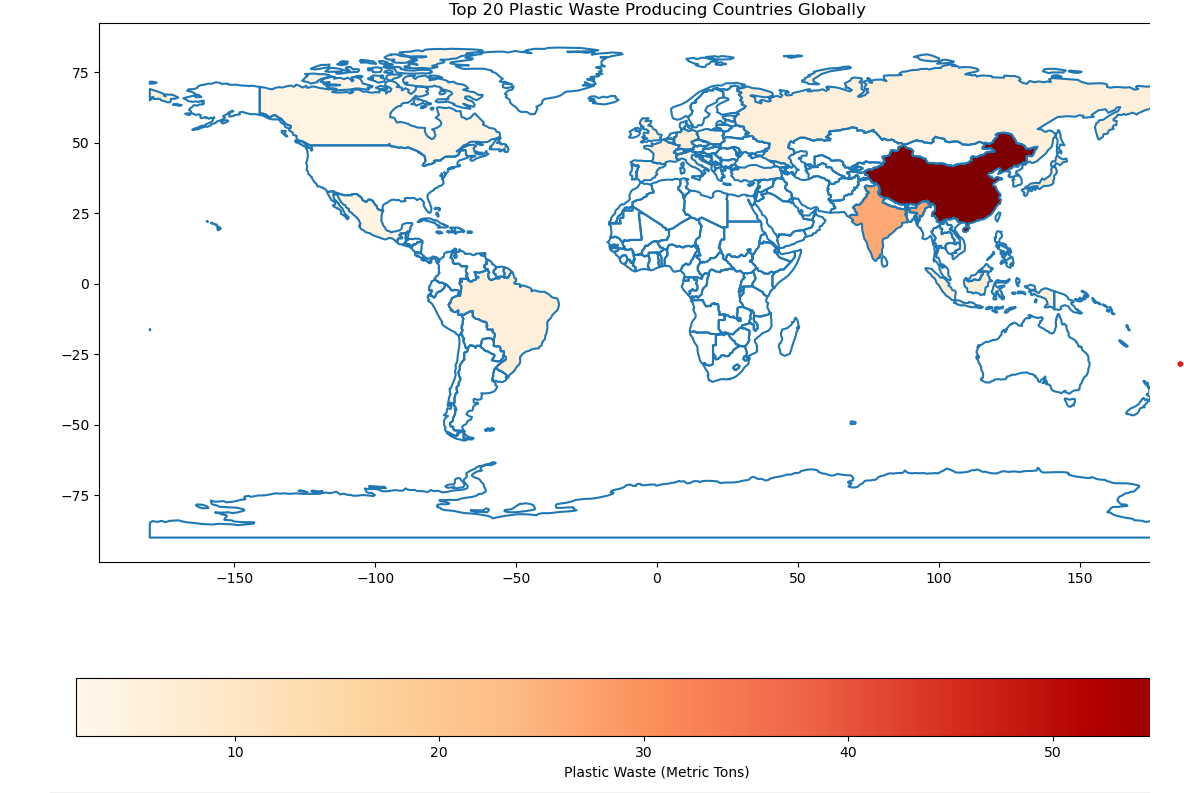 Top 20 Plastic Waste Producing Countries Globally
75
50
25
0
−25
−50
−75
−150 −100 −50 0 50 100 150
10 20 30 40 50
Plastic Waste (Metric Tons)